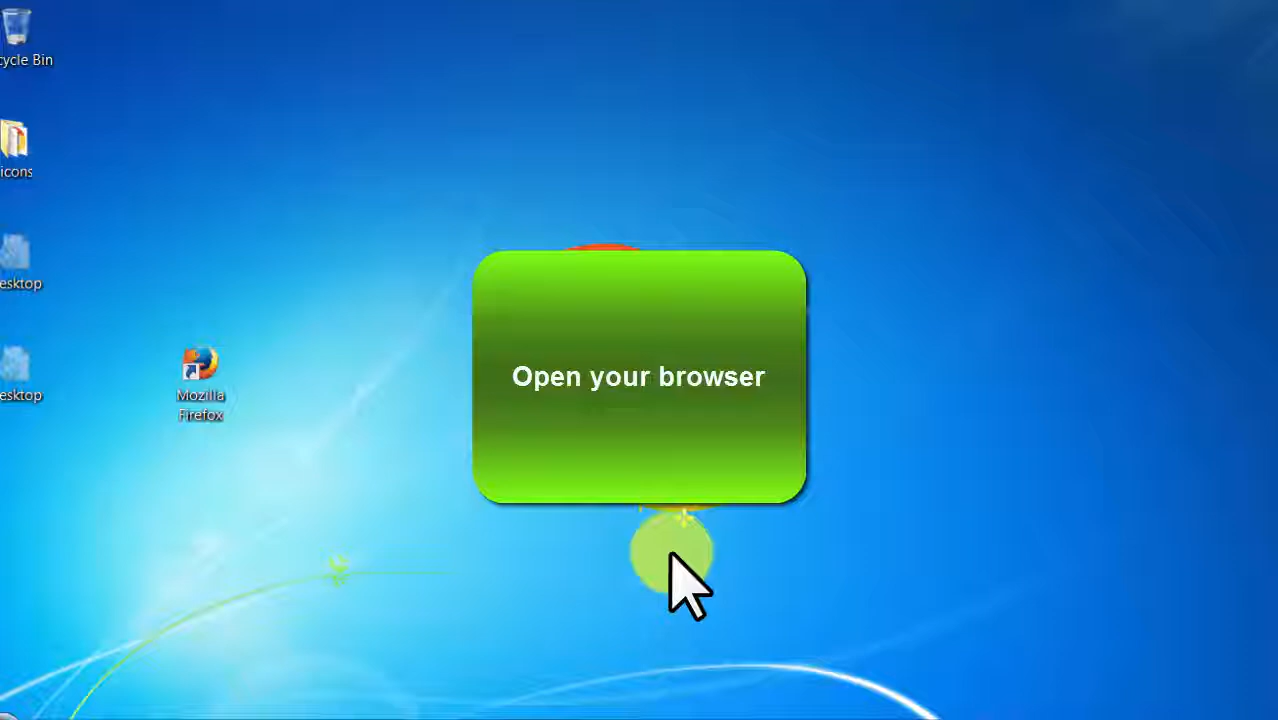 cycle Bin
icons
esktop
esktop
Mozilla
Firefox
Open your browser